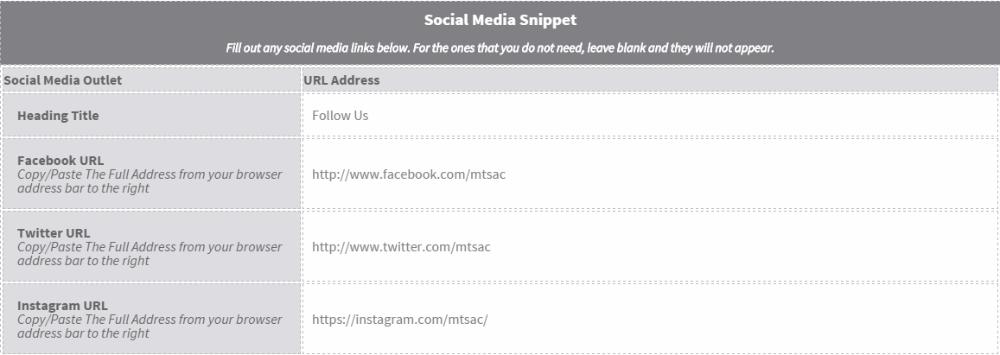 Social Media Snippet
Fill out any social media links below. For the ones that you do not need, leave blank and they will not appear.
Social Media Outlet URL Address
Heading Title Follow Us
Facebook URL
Copy/Paste The Full Address from your browser
address bar to the right
http://www.facebook.com/mtsac
Twitter URL
Copy/Paste The Full Address from your browser
address bar to the right
http://www.twitter.com/mtsac
Instagram URL
Copy/Paste The Full Address from your browser
address bar to the right
https://instagram.com/mtsac/